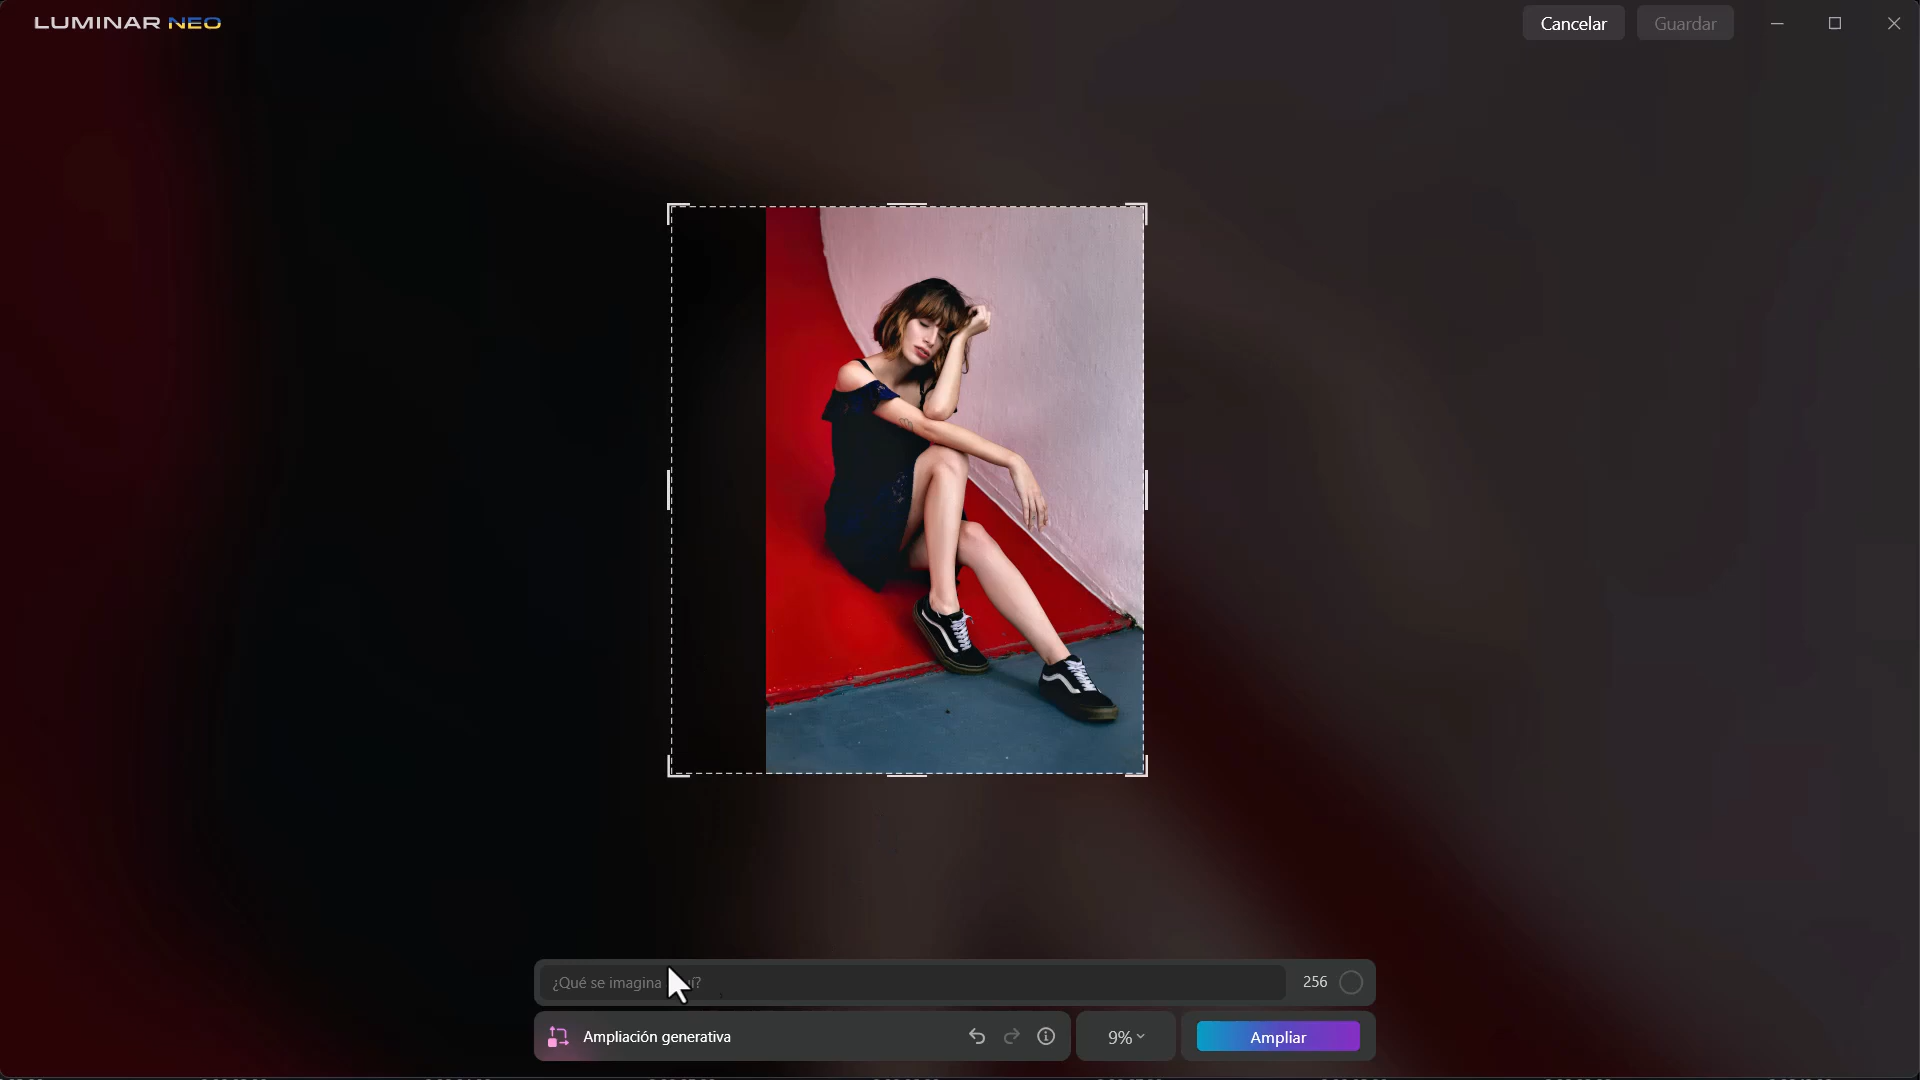 LUMINAR NEO
Cancelar
Guardar
¿Qué se imagina
256
Ampliación generativa
9%
Ampliar